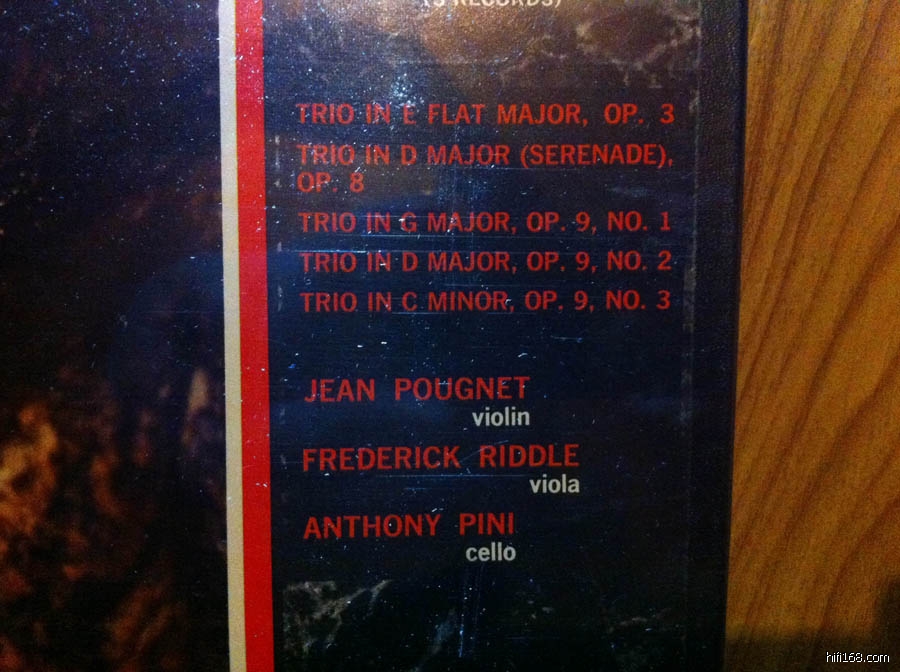 (3 RECORDS)
TRIO IN E FLAT MAJOR, OP. 3
TRIO IN D MAJOR (SERENADE),
OP. 8
TRIO IN G MAJOR, OP. 9, NO. 1
TRIO IN D MAJOR, OP. 9, NO. 2
TRIO IN C MINOR, OP. 9, NO. 3
JEAN POUGNET
violin
FREDERICK RIDDLE
viola
ANTHONY PINI
cello
hifi168.com